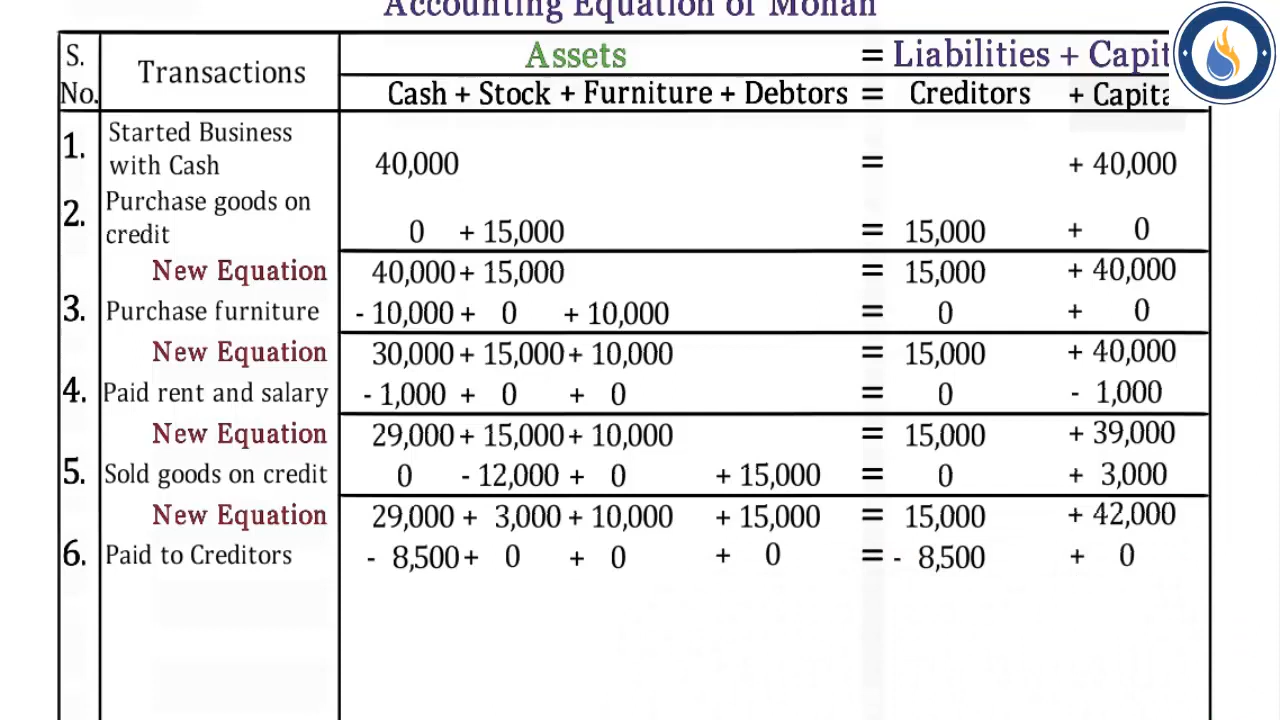 Accounting Equation of Mohan
S. No. Transactions Assets = Liabilities + Capit
Cash + Stock + Furniture + Debtors = Creditors + Capita
1. Started Business with Cash 40,000 = + 40,000
2. Purchase goods on credit 0 + 15,000 = 15,000 + 0
New Equation 40,000 + 15,000 = 15,000 + 40,000
3. Purchase furniture - 10,000 + 0 + 10,000 = 0 + 0
New Equation 30,000 + 15,000 + 10,000 = 15,000 + 40,000
4. Paid rent and salary - 1,000 + 0 + 0 = 0 - 1,000
New Equation 29,000 + 15,000 + 10,000 = 15,000 + 39,000
5. Sold goods on credit 0 - 12,000 + 0 + 15,000 = 0 + 3,000
New Equation 29,000 + 3,000 + 10,000 + 15,000 = 15,000 + 42,000
6. Paid to Creditors - 8,500 + 0 + 0 + 0 = - 8,500 + 0